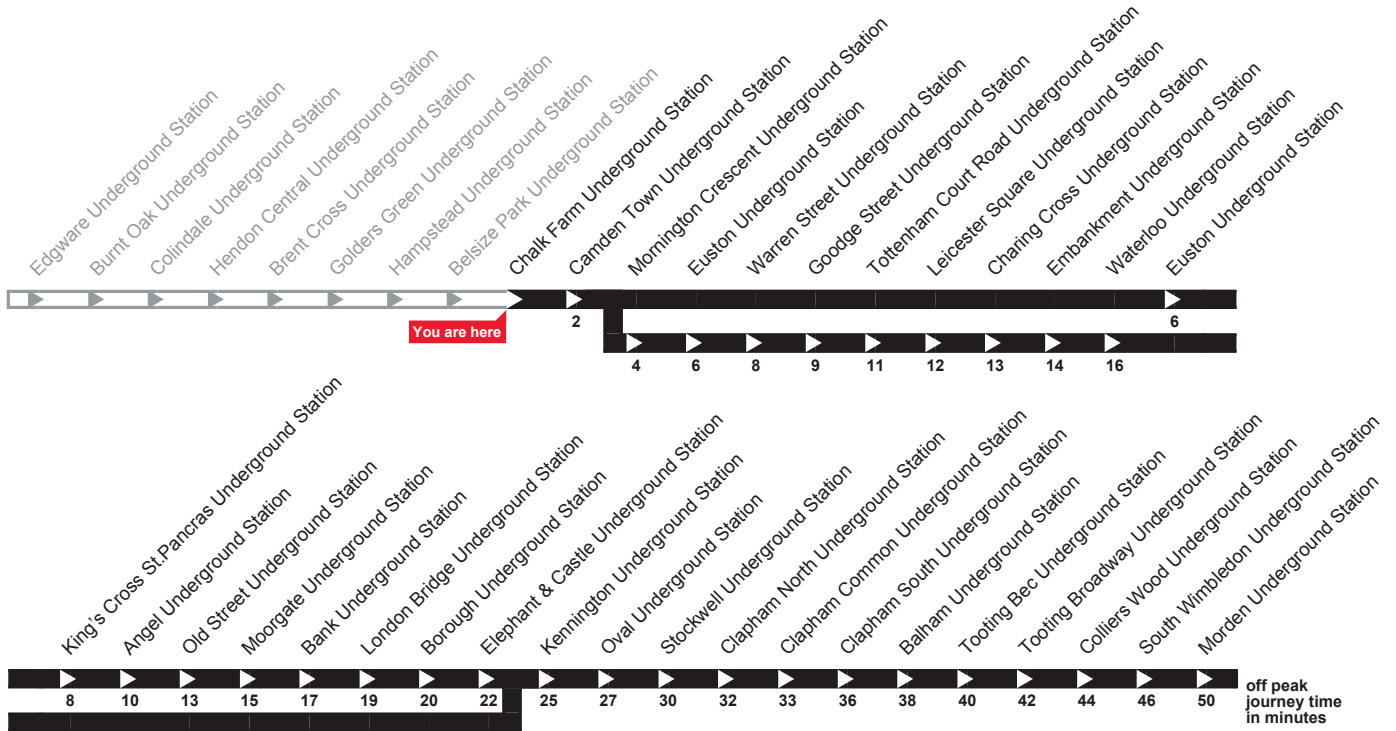 Edgware Underground Station
Burnt Oak Underground Station
Colindale Underground Station
Hendon Central Underground Station
Brent Cross Underground Station
Golders Green Underground Station
Hampstead Underground Station
Belsize Park Underground Station
Chalk Farm Underground Station
Camden Town Underground Station
Mornington Crescent Underground Station
Euston Underground Station
Warren Street Underground Station
Goodge Street Underground Station
Tottenham Court Road Underground Station
Leicester Square Underground Station
Charing Cross Underground Station
Embankment Underground Station
Waterloo Underground Station
Euston Underground Station
You are here
2
6
4
6
8
9
11
12
13
14
16
King's Cross St.Pancras Underground Station
Angel Underground Station
Old Street Underground Station
Moorgate Underground Station
Bank Underground Station
London Bridge Underground Station
Borough Underground Station
Elephant & Castle Underground Station
Kennington Underground Station
Oval Underground Station
Stockwell Underground Station
Clapham North Underground Station
Clapham Common Underground Station
Clapham South Underground Station
Balham Underground Station
Tooting Bec Underground Station
Tooting Broadway Underground Station
Colliers Wood Underground Station
South Wimbledon Underground Station
Morden Underground Station
8
10
13
15
17
19
20
22
25
27
30
32
33
36
38
40
42
44
46
50
off peak
journey time
in minutes